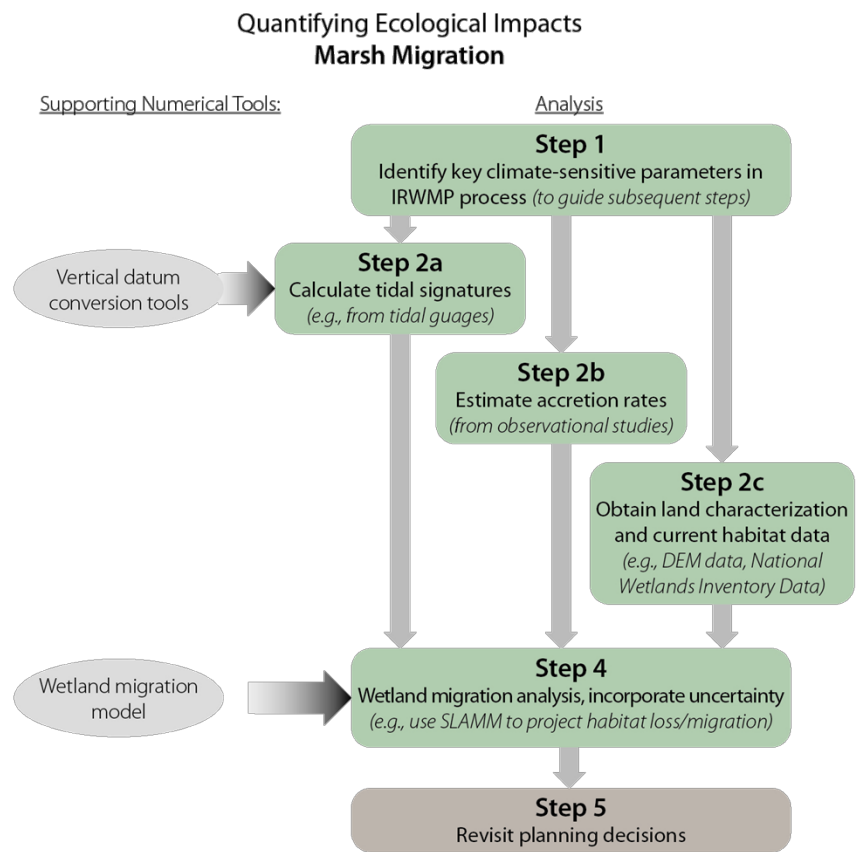 Quantifying Ecological Impacts
Marsh Migration
Supporting Numerical Tools:
Analysis
Step 1
Identify key climate-sensitive parameters in
IRWMP process (to guide subsequent steps)
Vertical datum
conversion tools
Step 2a
Calculate tidal signatures
(e.g., from tidal guages)
Step 2b
Estimate accretion rates
(from observational studies)
Step 2c
Obtain land characterization
and current habitat data
(e.g., DEM data, National
Wetlands Inventory Data)
Wetland migration
model
Step 4
Wetland migration analysis, incorporate uncertainty
(e.g., use SLAMM to project habitat loss/migration)
Step 5
Revisit planning decisions